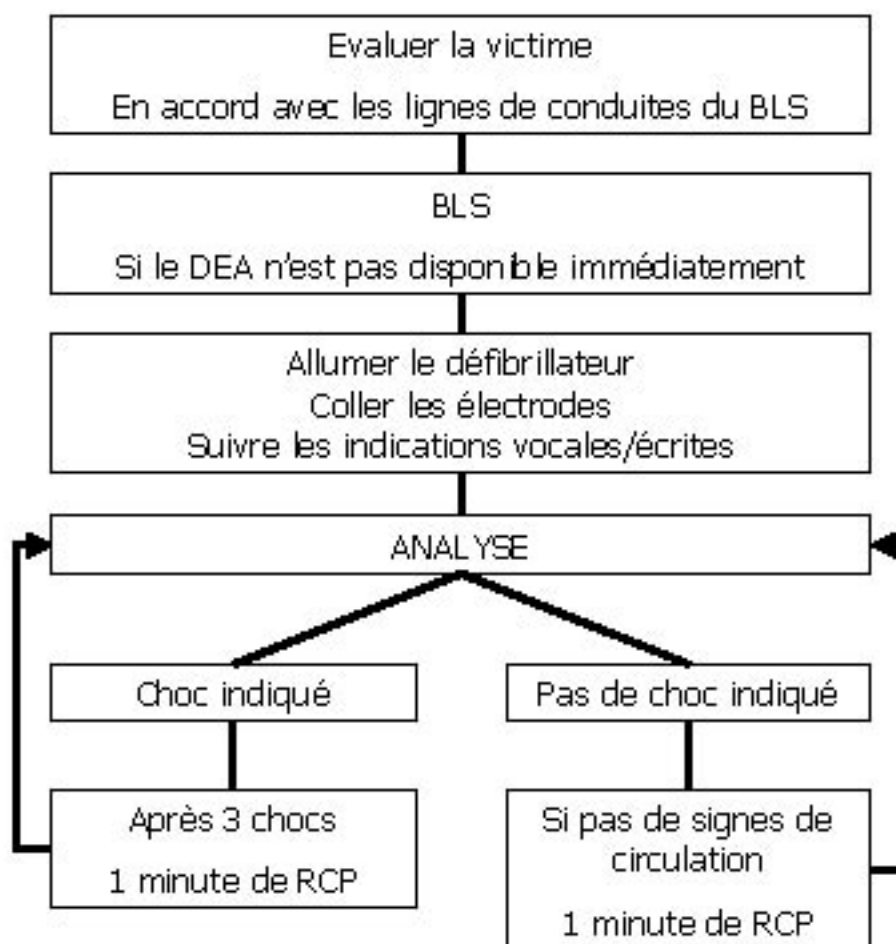 Evaluer la victime
En accord avec les lignes de conduites du BLS
BLS
Si le DEA n'est pas disponible immédiatement
Allumer le défibrillateur
Coller les électrodes
Suivre les indications vocales/écrites
ANALYSE
Choc indiqué
Pas de choc indiqué
Après 3 chocs
1 minute de RCP
Si pas de signes de
circulation
1 minute de RCP